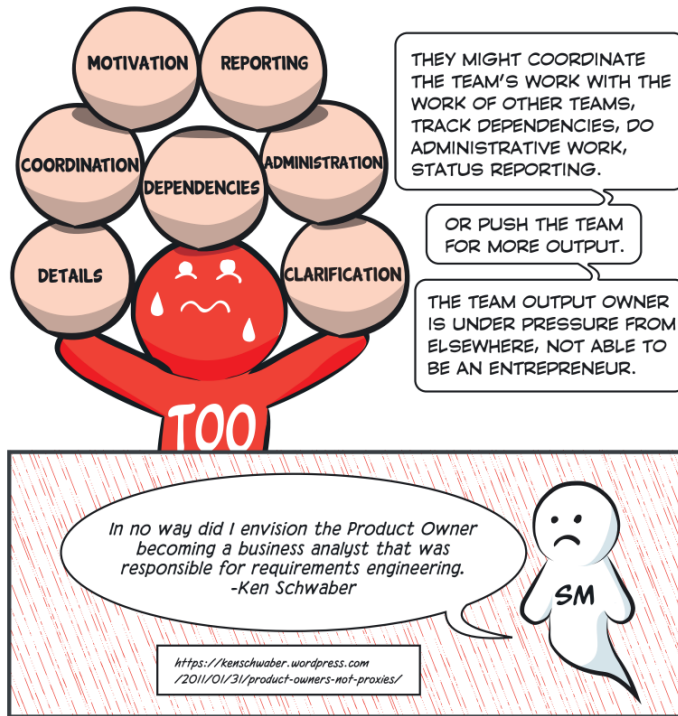 MOTIVATION
REPORTING
COORDINATION
ADMINISTRATION
DEPENDENCIES
DETAILS
CLARIFICATION
TOO
THEY MIGHT COORDINATE
THE TEAM'S WORK WITH THE
WORK OF OTHER TEAMS,
TRACK DEPENDENCIES, DO
ADMINISTRATIVE WORK,
STATUS REPORTING.
OR PUSH THE TEAM
FOR MORE OUTPUT.
THE TEAM OUTPUT OWNER
IS UNDER PRESSURE FROM
ELSEWHERE, NOT ABLE TO
BE AN ENTREPRENEUR.
In no way did I envision the Product Owner
becoming a business analyst that was
responsible for requirements engineering.
-Ken Schwaber
SM
https://kenschwaber.wordpress.com
/2011/01/31/product-owners-not-proxies/